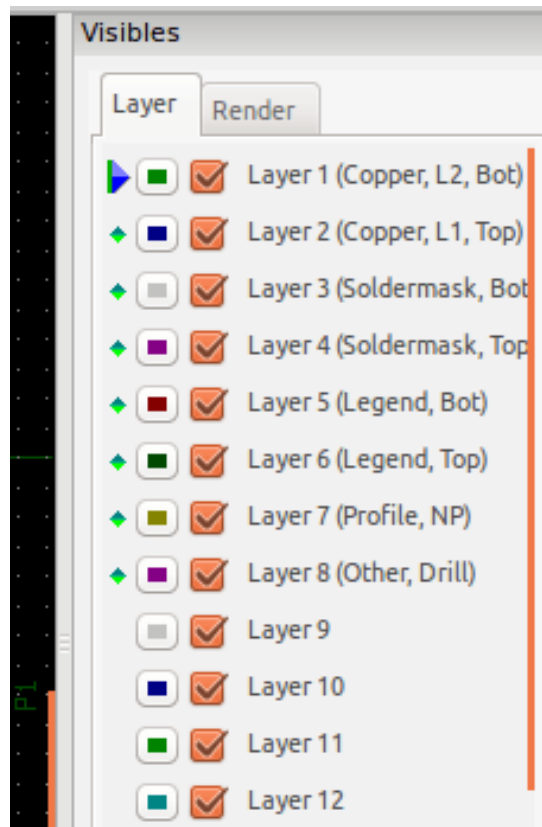 Visibles
Layer Render
Layer 1 (Copper, L2, Bot)
Layer 2 (Copper, L1, Top)
Layer 3 (Soldermask, Bot
Layer 4 (Soldermask, Top
Layer 5 (Legend, Bot)
Layer 6 (Legend, Top)
Layer 7 (Profile, NP)
Layer 8 (Other, Drill)
Layer 9
Layer 10
Layer 11
Layer 12
P1